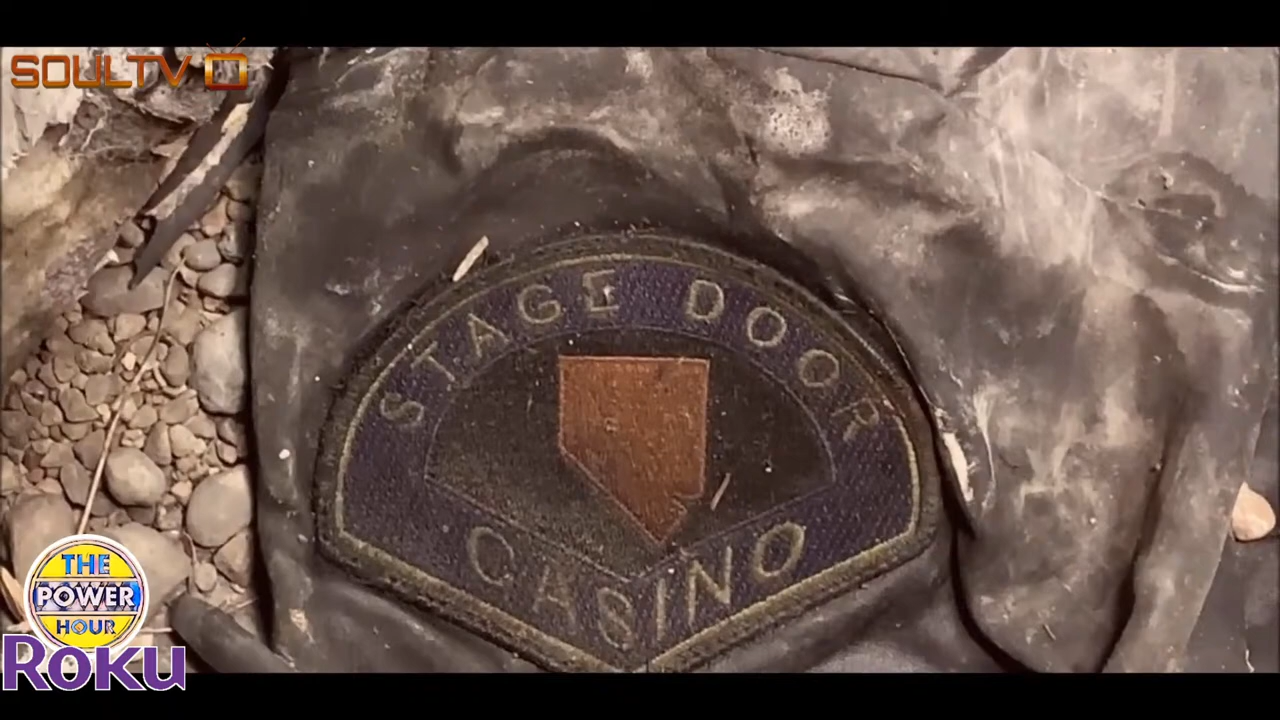 SOULTV
STAGE DOOR
CASINO
THE
POWER
HOUR
ROKU